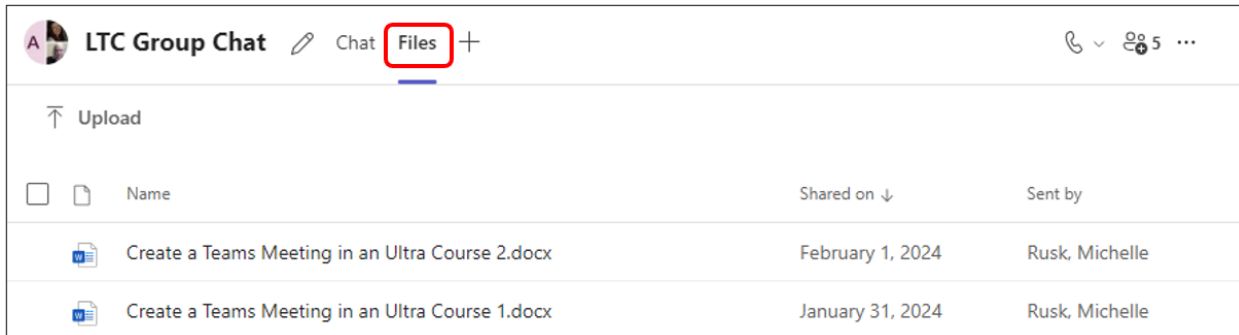 A LTC Group Chat Chat Files 5
Upload
Name Shared on Sent by
W Create a Teams Meeting in an Ultra Course 2.docx February 1, 2024 Rusk, Michelle
W Create a Teams Meeting in an Ultra Course 1.docx January 31, 2024 Rusk, Michelle